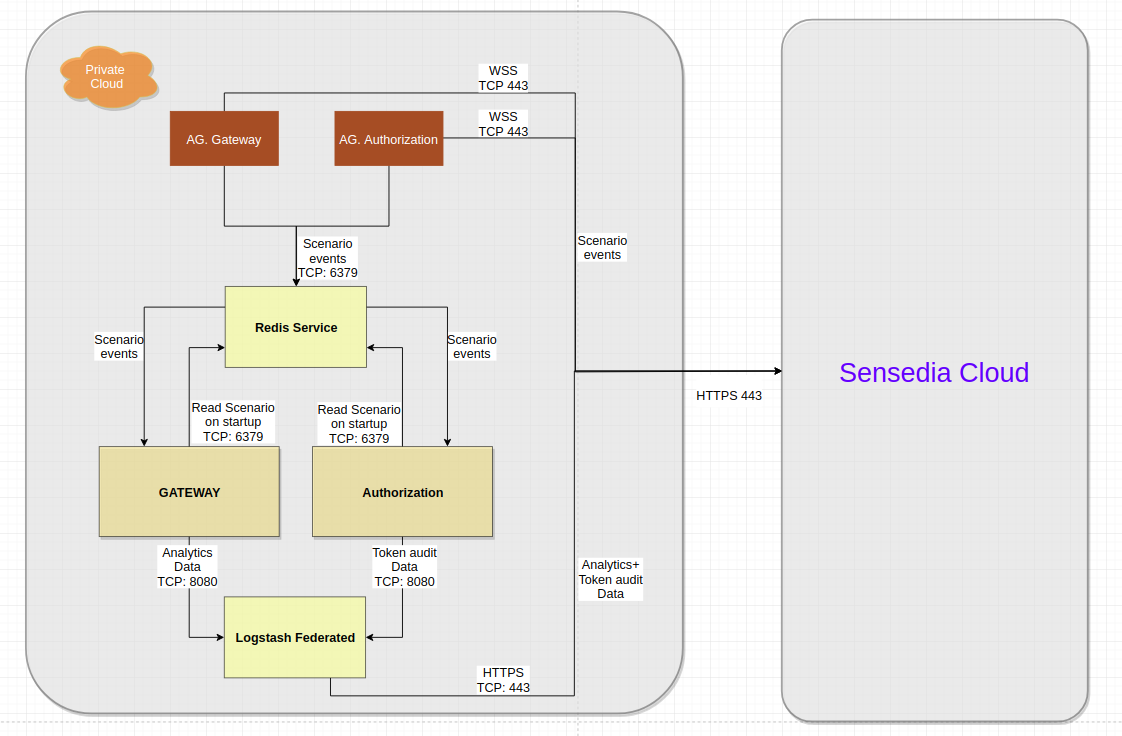 Private
Cloud
WSS
TCP 443
WSS
TCP 443
AG. Gateway
AG. Authorization
Scenario
events
Scenario
events
TCP: 6379
Redis Service
Scenario
events
Scenario
events
Sensedia Cloud
HTTPS 443
Read Scenario
on startup
TCP: 6379
Read Scenario
on startup
TCP: 6379
GATEWAY
Authorization
Analytics
Data
TCP: 8080
Token audit
Data
TCP: 8080
Analytics+
Token audit
Data
Logstash Federated
HTTPS
TCP: 443